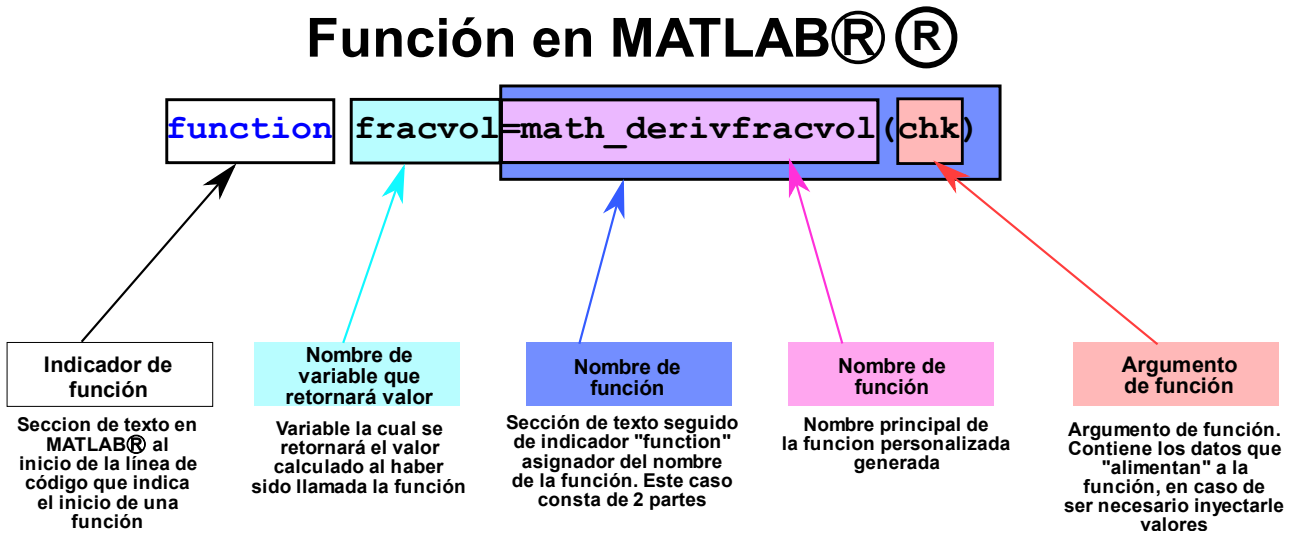 Función en MATLAB®®
function fracvol=math_derivfracvol(chk)
Indicador de
función
Seccion de texto en
MATLAB® al
inicio de la línea de
código que indica
el inicio de una
función
Nombre de
variable que
retornará valor
Variable la cual se
retornará el valor
calculado al haber
sido llamada la función
Nombre de
función
Sección de texto seguido
de indicador "function"
asignador del nombre
de la función. Este caso
consta de 2 partes
Nombre de
función
Nombre principal de
la funcion personalizada
generada
Argumento
de función
Argumento de función.
Contiene los datos que
"alimentan" a la
función, en caso de
ser necesario inyectarle
valores